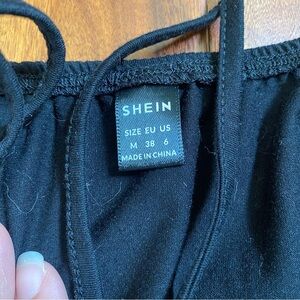 SHEIN
SIZE EU US
M 38 6
MADE IN CHINA